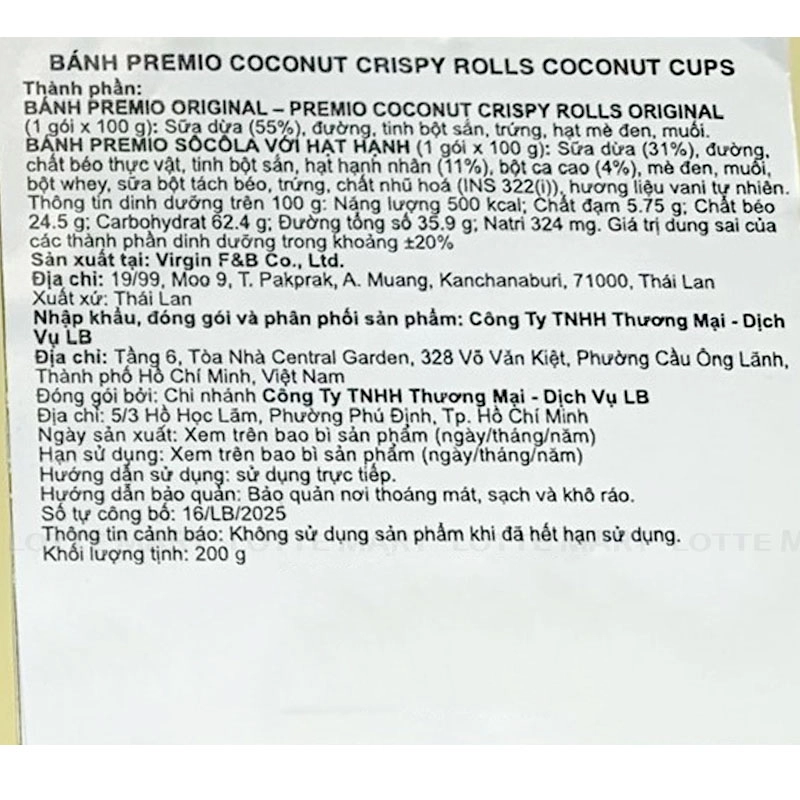 BÁNH PREMIO COCONUT CRISPY ROLLS COCONUT CUPS
Thành phần:
BÁNH PREMIO ORIGINAL – PREMIO COCONUT CRISPY ROLLS ORIGINAL
(1 gói x 100 g): Sữa dừa (55%), đường, tinh bột sắn, trứng, hạt mè đen, muối.
BÁNH PREMIO SÔCÔLA VỚI HẠT HẠNH (1 gói x 100 g): Sữa dừa (31%), đường,
chất béo thực vật, tinh bột sắn, hạt hạnh nhân (11%), bột ca cao (4%), mè đen, muối,
bột whey, sữa bột tách béo, trứng, chất nhũ hoá (INS 322(i)), hương liệu vani tự nhiên.
Thông tin dinh dưỡng trên 100 g: Năng lượng 500 kcal; Chất đạm 5.75 g; Chất béo
24.5 g; Carbohydrat 62.4 g; Đường tổng số 35.9 g; Natri 324 mg. Giá trị dung sai của
các thành phần dinh dưỡng trong khoảng ±20%
Sản xuất tại: Virgin F&B Co., Ltd.
Địa chỉ: 19/99, Moo 9, T. Pakprak, A. Muang, Kanchanaburi, 71000, Thái Lan
Xuất xứ: Thái Lan
Nhập khẩu, đóng gói và phân phối sản phẩm: Công Ty TNHH Thương Mại - Dịch
Vụ LB
Địa chỉ: Tầng 6, Tòa Nhà Central Garden, 328 Võ Văn Kiệt, Phường Cầu Ông Lãnh,
Thành phố Hồ Chí Minh, Việt Nam
Đóng gói bởi: Chi nhánh Công Ty TNHH Thương Mại - Dịch Vụ LB
Địa chỉ: 5/3 Hồ Học Lãm, Phường Phú Định, Tp. Hồ Chí Minh
Ngày sản xuất: Xem trên bao bì sản phẩm (ngày/tháng/năm)
Hạn sử dụng: Xem trên bao bì sản phẩm (ngày/tháng/năm)
Hướng dẫn sử dụng: sử dụng trực tiếp.
Hướng dẫn bảo quản: Bảo quản nơi thoáng mát, sạch và khô ráo.
Số tự công bố: 16/LB/2025
Thông tin cảnh báo: Không sử dụng sản phẩm khi đã hết hạn sử dụng.
LOTTE MART LOTTE MART LOTTE M
Khối lượng tịnh: 200 g